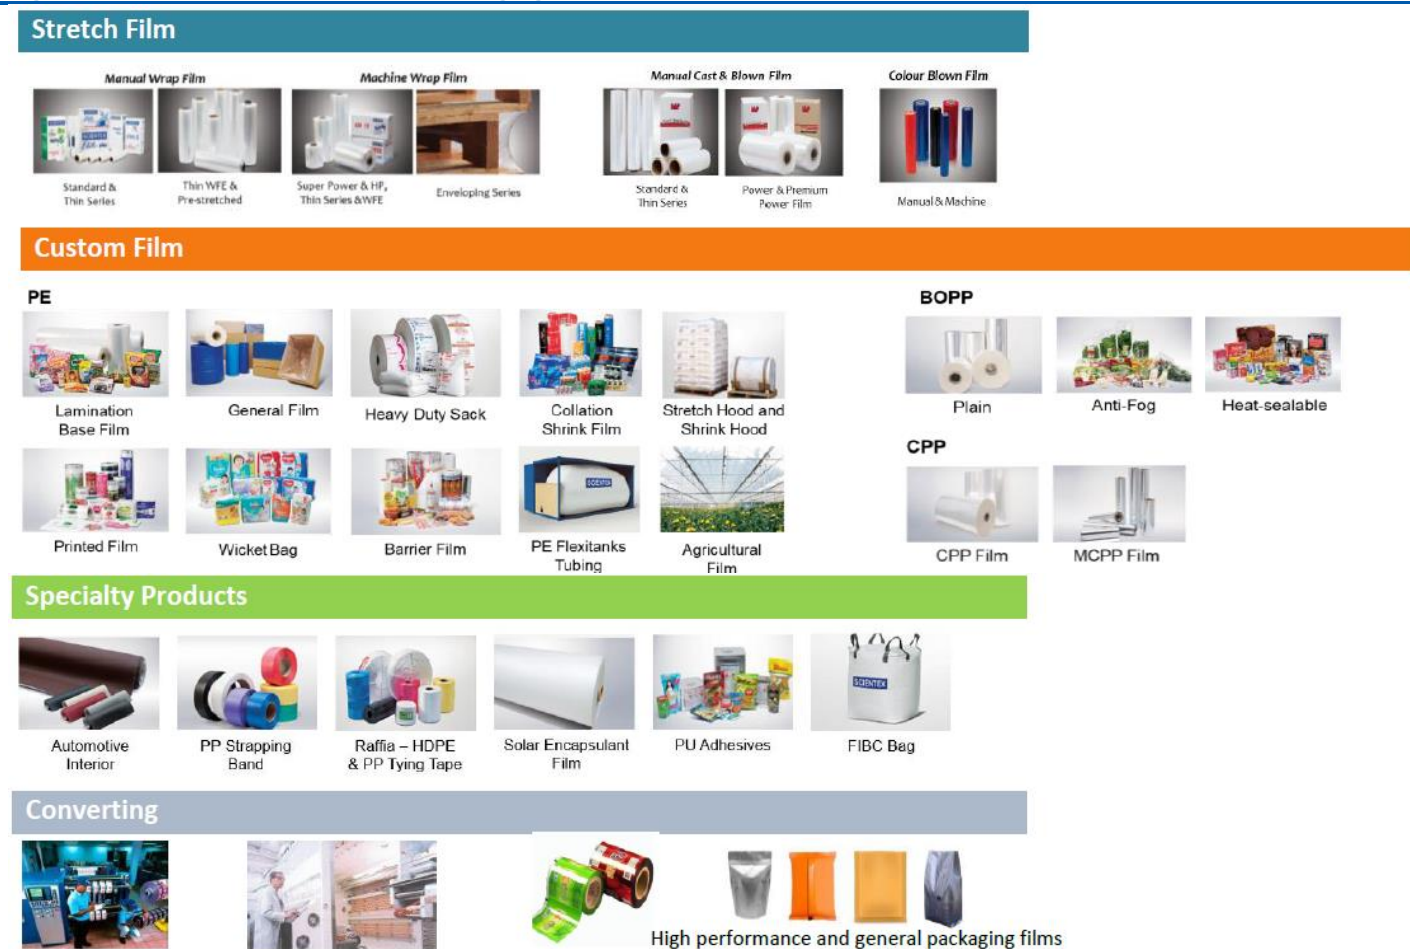 Stretch Film
Manual Wrap Film
Machine Wrap Film
Manual Cast & Blown Film
Colour Blown Film
SCIENTEX
Standard &
Thin Series
Thin WFE &
Pre-stretched
Super Power & HP,
Thin Series &WFE
Enveloping Series
Standard &
Thin Series
Power & Premium
Power Film
Manual & Machine
Custom Film
PE
Lamination
Base Film
General Film
Heavy Duty Sack
Collation
Shrink Film
Stretch Hood and
Shrink Hood
Printed Film
Wicket Bag
Barrier Film
SCIENTEX
PE Flexitanks
Tubing
Agricultural
Film
BOPP
Plain
Anti-Fog
Heat-sealable
CPP
CPP Film
MCPP Film
Specialty Products
Automotive
Interior
PP Strapping
Band
Raffia – HDPE
& PP Tying Tape
Solar Encapsulant
Film
PU Adhesives
SCIENTEX
FIBC Bag
Converting
High performance and general packaging films